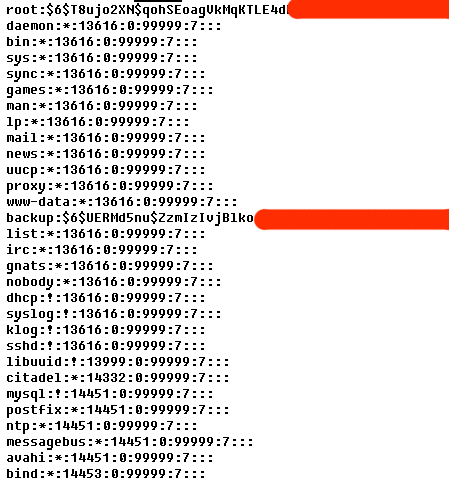 root:$6$T8ujo2XN$qohSEoagVkMqKTLE4d
daemon:*:13616:0:99999:7:::
bin:*:13616:0:99999:7:::
sys:*:13616:0:99999:7:::
sync:*:13616:0:99999:7:::
games:*:13616:0:99999:7:::
man:*:13616:0:99999:7:::
lp:*:13616:0:99999:7:::
mail:*:13616:0:99999:7:::
news:*:13616:0:99999:7:::
uucp:*:13616:0:99999:7:::
proxy:*:13616:0:99999:7:::
www-data:*:13616:0:99999:7:::
backup:$6$UERMd5nu$ZzmIzIvjBlko
list:*:13616:0:99999:7:::
irc:*:13616:0:99999:7:::
gnats:*:13616:0:99999:7:::
nobody:*:13616:0:99999:7:::
dhcp:!:13616:0:99999:7:::
syslog:!:13616:0:99999:7:::
klog:!:13616:0:99999:7:::
sshd:!:13616:0:99999:7:::
libuuid:!:13999:0:99999:7:::
citadel:*:14332:0:99999:7:::
mysql:!:14451:0:99999:7:::
postfix:*:14451:0:99999:7:::
ntp:*:14451:0:99999:7:::
messagebus:*:14451:0:99999:7:::
avahi:*:14451:0:99999:7:::
bind:*:14453:0:99999:7:::